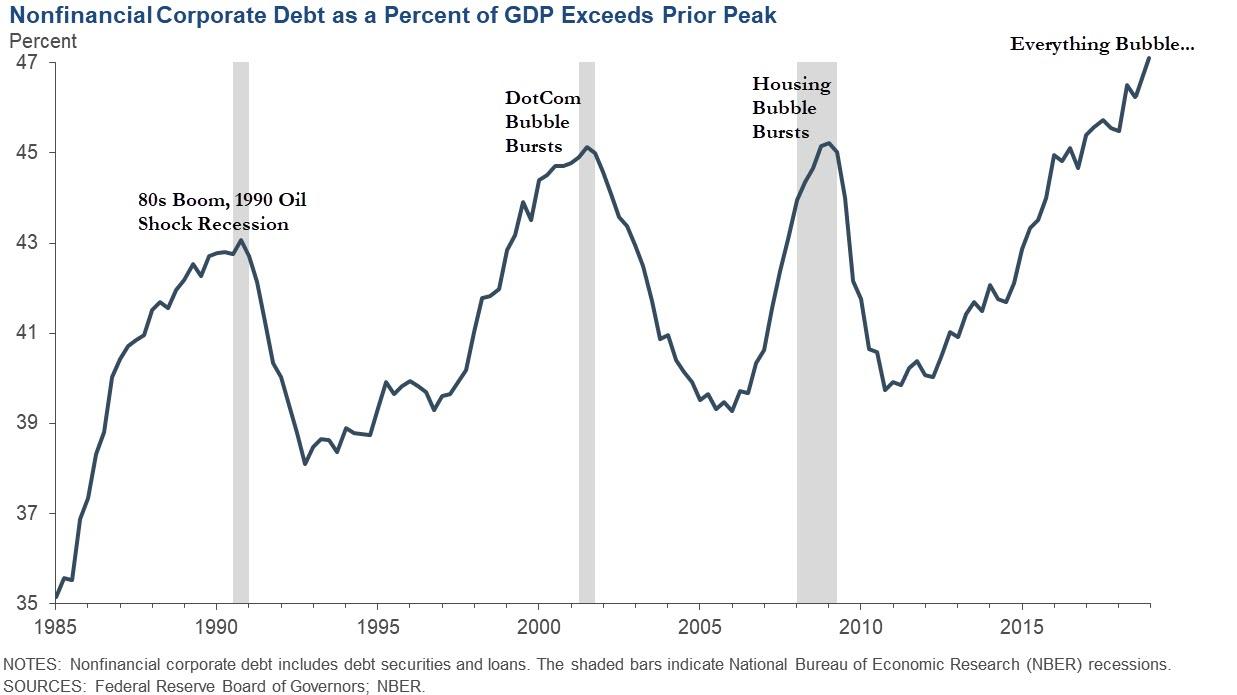 Nonfinancial Corporate Debt as a Percent of GDP Exceeds Prior Peak
Percent
Everything Bubble...
47
Housing
Bubble
Bursts
DotCom
Bubble
Bursts
45
80s Boom, 1990 Oil
Shock Recession
43
41
39
37
35
1985 1990 1995 2000 2005 2010 2015
NOTES: Nonfinancial corporate debt includes debt securities and loans. The shaded bars indicate National Bureau of Economic Research (NBER) recessions.
SOURCES: Federal Reserve Board of Governors; NBER.